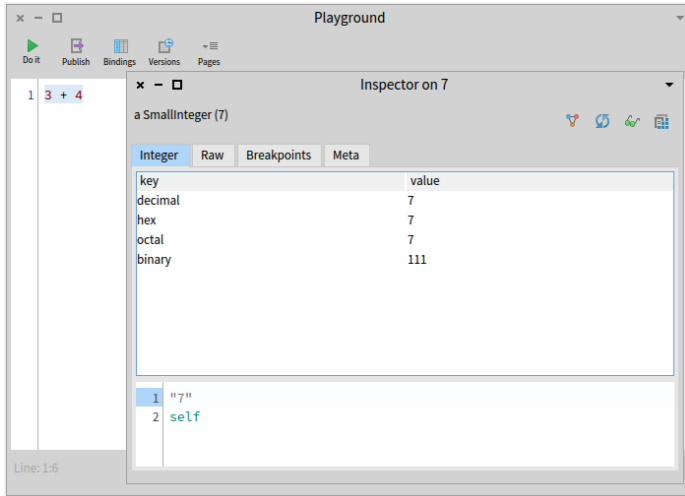 Playground
Do it Publish Bindings Versions Pages
1 3 + 4
Inspector on 7
a SmallInteger (7)
Integer Raw Breakpoints Meta
key value
decimal 7
hex 7
octal 7
binary 111
1 "7"
2 self
Line: 1:6